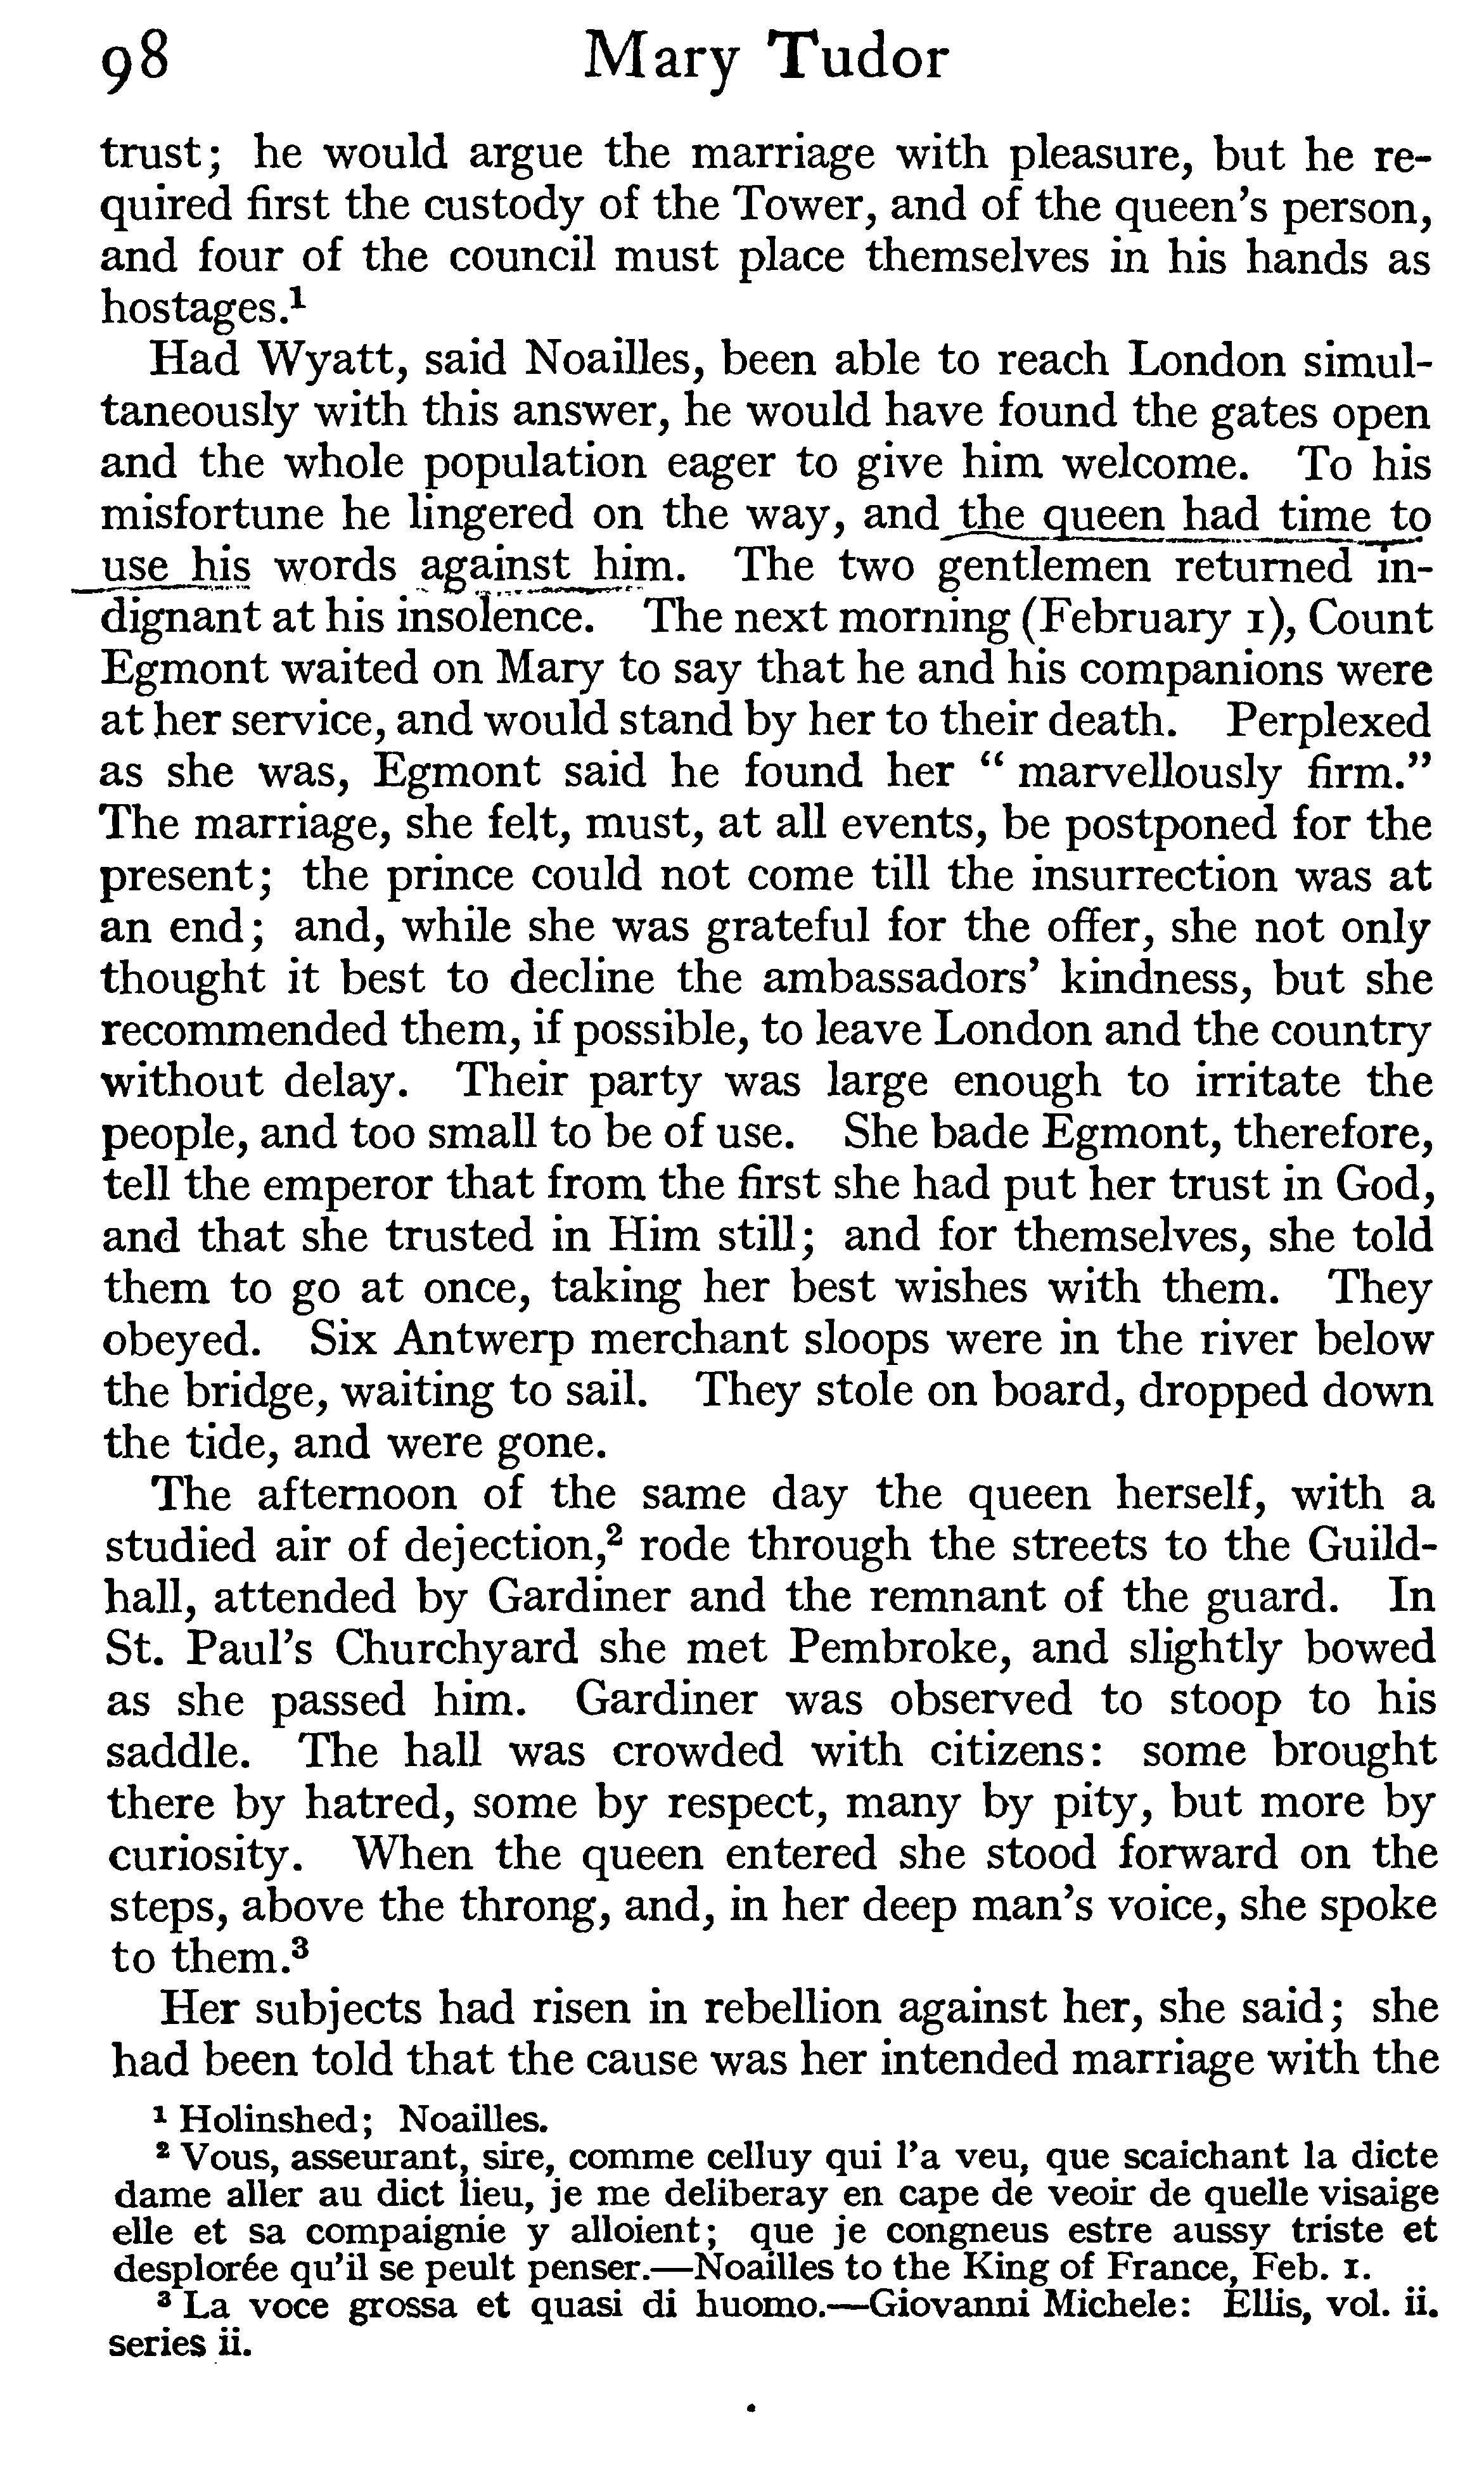 98 Mary Tudor
trust; he would argue the marriage with pleasure, but he re-
quired first the custody of the Tower, and of the queen's person,
and four of the council must place themselves in his hands as
hostages.¹
Had Wyatt, said Noailles, been able to reach London simul-
taneously with this answer, he would have found the gates open
and the whole population eager to give him welcome. To his
misfortune he lingered on the way, and the queen had time to
use his words against him. The two gentlemen returned in-
dignant at his insolence. The next morning (February 1), Count
Egmont waited on Mary to say that he and his companions were
at her service, and would stand by her to their death. Perplexed
as she was, Egmont said he found her “ marvellously firm.”
The marriage, she felt, must, at all events, be postponed for the
present; the prince could not come till the insurrection was at
an end; and, while she was grateful for the offer, she not only
thought it best to decline the ambassadors' kindness, but she
recommended them, if possible, to leave London and the country
without delay. Their party was large enough to irritate the
people, and too small to be of use. She bade Egmont, therefore,
tell the emperor that from the first she had put her trust in God,
and that she trusted in Him still; and for themselves, she told
them to go at once, taking her best wishes with them. They
obeyed. Six Antwerp merchant sloops were in the river below
the bridge, waiting to sail. They stole on board, dropped down
the tide, and were gone.
The afternoon of the same day the queen herself, with a
studied air of dejection,² rode through the streets to the Guild-
hall, attended by Gardiner and the remnant of the guard. In
St. Paul's Churchyard she met Pembroke, and slightly bowed
as she passed him. Gardiner was observed to stoop to his
saddle. The hall was crowded with citizens: some brought
there by hatred, some by respect, many by pity, but more by
curiosity. When the queen entered she stood forward on the
steps, above the throng, and, in her deep man's voice, she spoke
to them.³
Her subjects had risen in rebellion against her, she said; she
had been told that the cause was her intended marriage with the
¹ Holinshed; Noailles.
² Vous, asseurant, sire, comme celluy qui l'a veu, que scaichant la dicte
dame aller au dict lieu, je me deliberay en cape de veoir de quelle visaige
elle et sa compaignie y alloient; que je congneus estre aussy triste et
desplorée qu'il se peult penser.—Noailles to the King of France, Feb. 1.
³ La voce grossa et quasi di huomo.—Giovanni Michele: Ellis, vol. ii.
series ii.